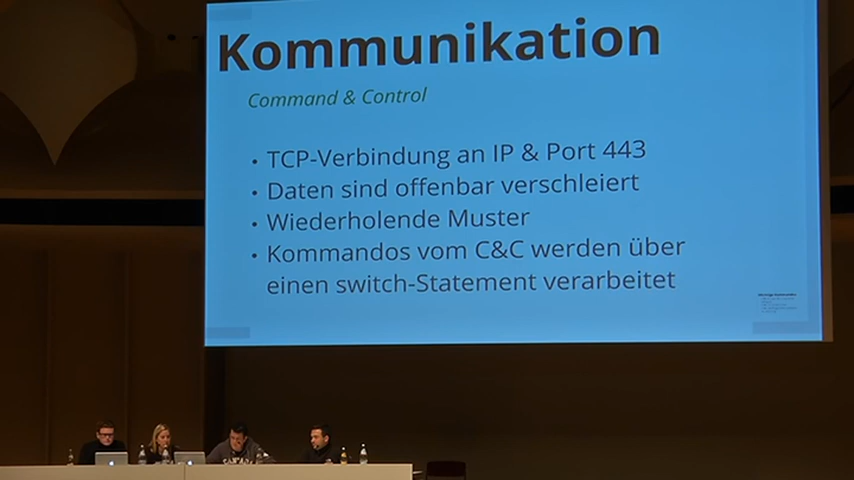 Kommunikation
Command & Control
• TCP-Verbindung an IP & Port 443
• Daten sind offenbar verschleiert
• Wiederholende Muster
• Kommandos vom C&C werden über
einen switch-Statement verarbeitet